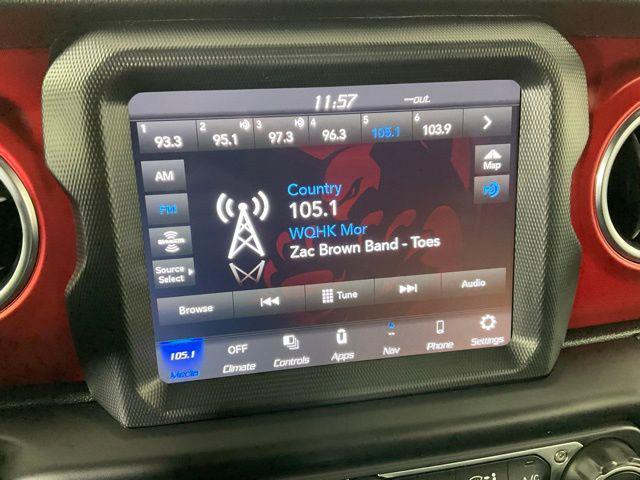 11:57 --out.
1 93.3 2 95.1 3 97.3 4 96.3 5 105.1 6 103.9
AM
FM
SiriusXM
Source Select
Map
Country
105.1
WQHK Mor
Zac Brown Band - Toes
Browse Tune Audio
105.1 OFF
Media Climate Controls Apps Nav Phone Settings